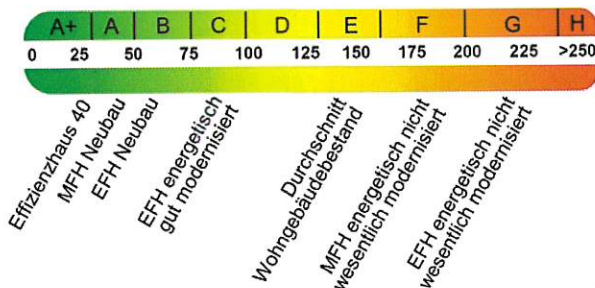 A+ A B C D E F G H
0 25 50 75 100 125 150 175 200 225 >250
Effizienzhaus 40
MFH Neubau
EFH Neubau
EFH energetisch
gut modernisiert
Durchschnitt
Wohngebäudebestand
MFH energetisch nicht
wesentlich modernisiert
EFH energetisch nicht
wesentlich modernisiert